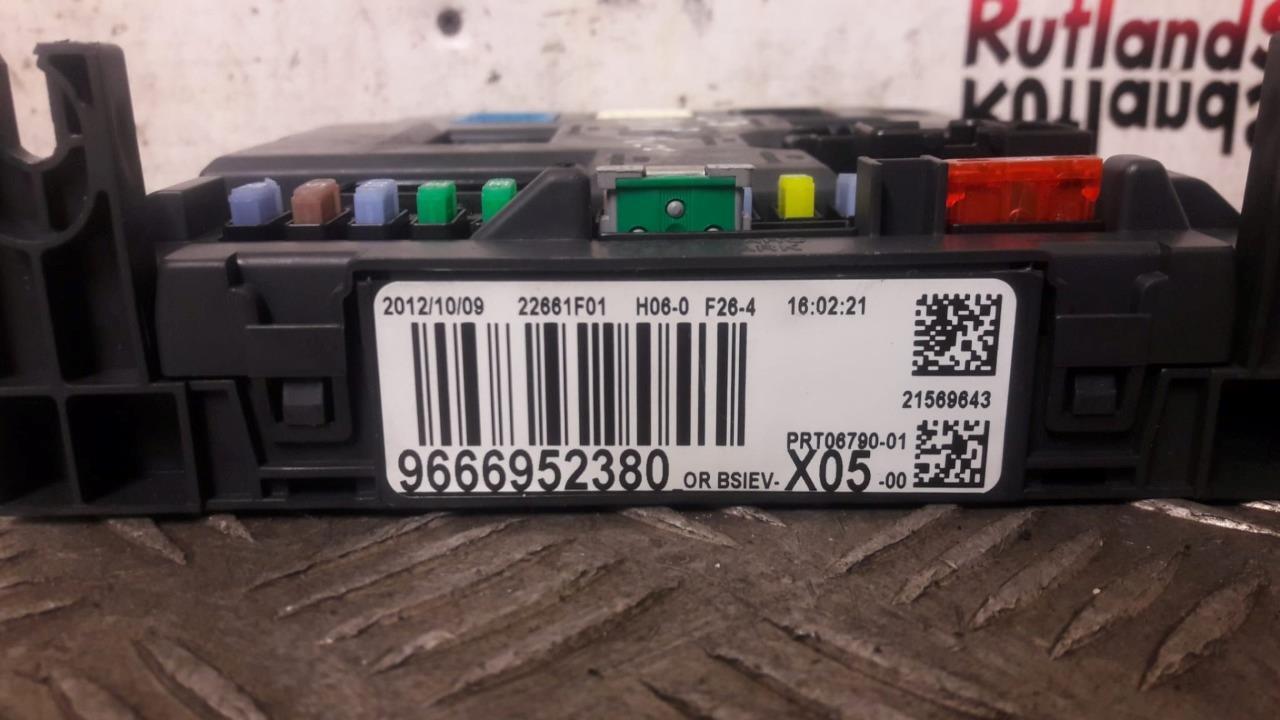 Rutlands
2012/10/09 22661F01 H06-0 F26-4 16:02:21
21569643
PRT06790-01
9666952380 OR BSIEV- X05 -00